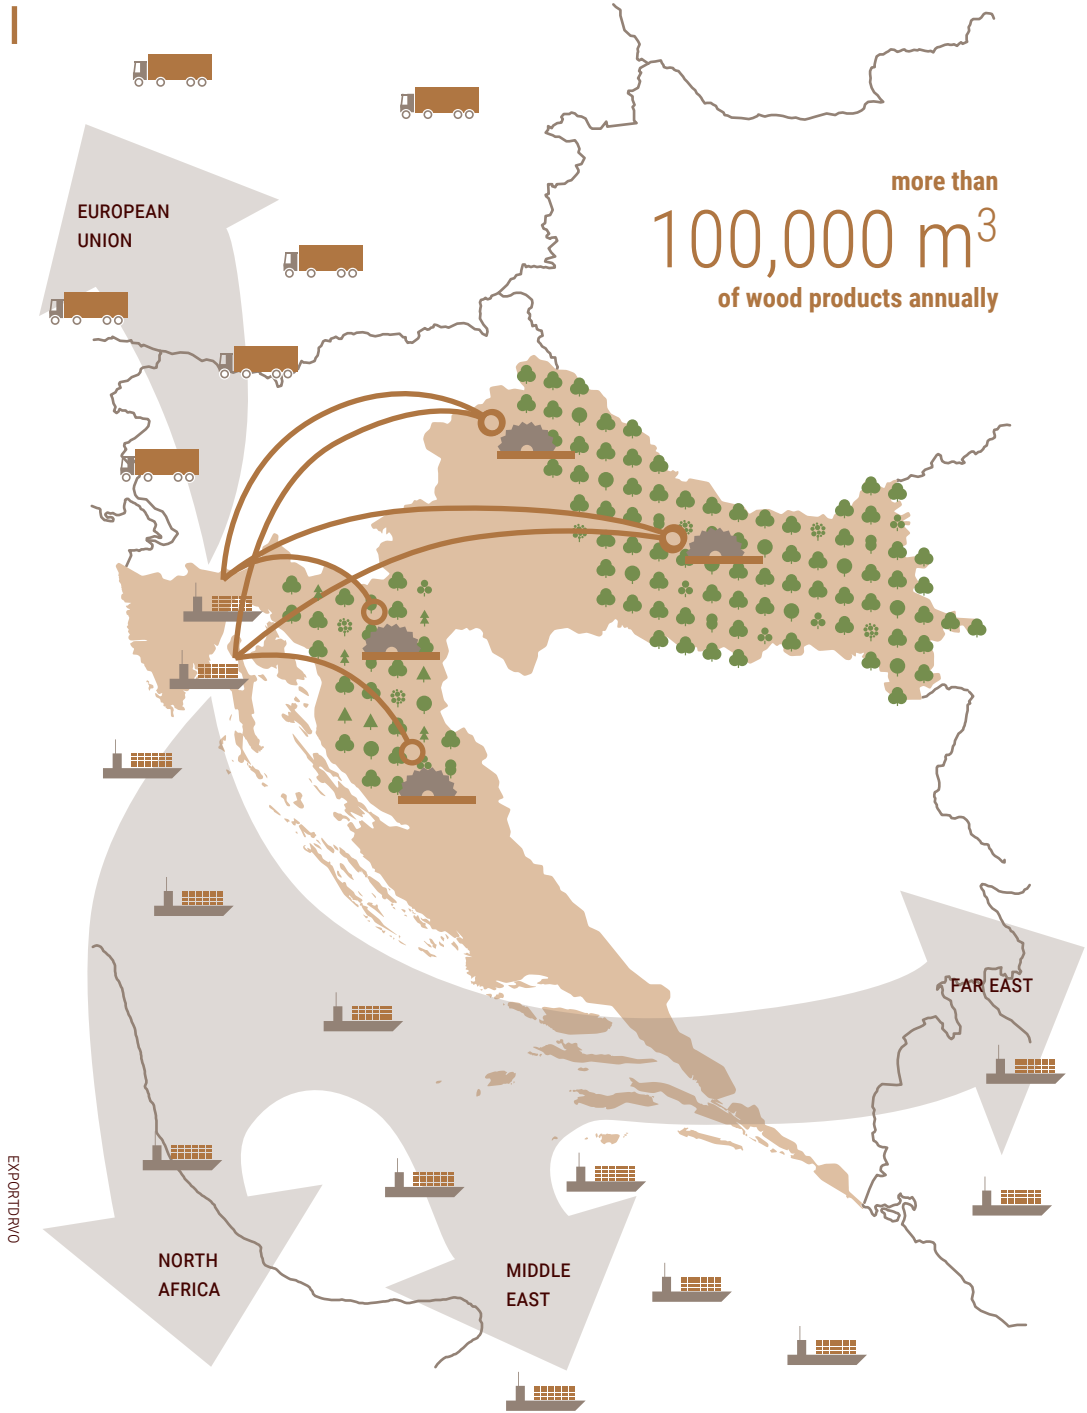 EUROPEAN
UNION
more than
100,000 m³
of wood products annually
FAR EAST
EXPORTDRVO
NORTH
AFRICA
MIDDLE
EAST